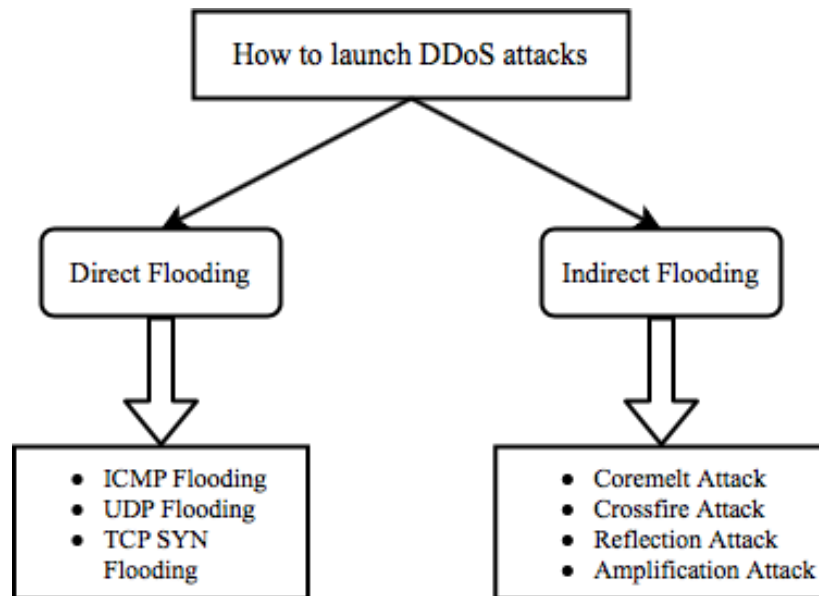 How to launch DDoS attacks
Direct Flooding
Indirect Flooding
● ICMP Flooding
● UDP Flooding
● TCP SYN
Flooding
● Coremelt Attack
● Crossfire Attack
● Reflection Attack
● Amplification Attack